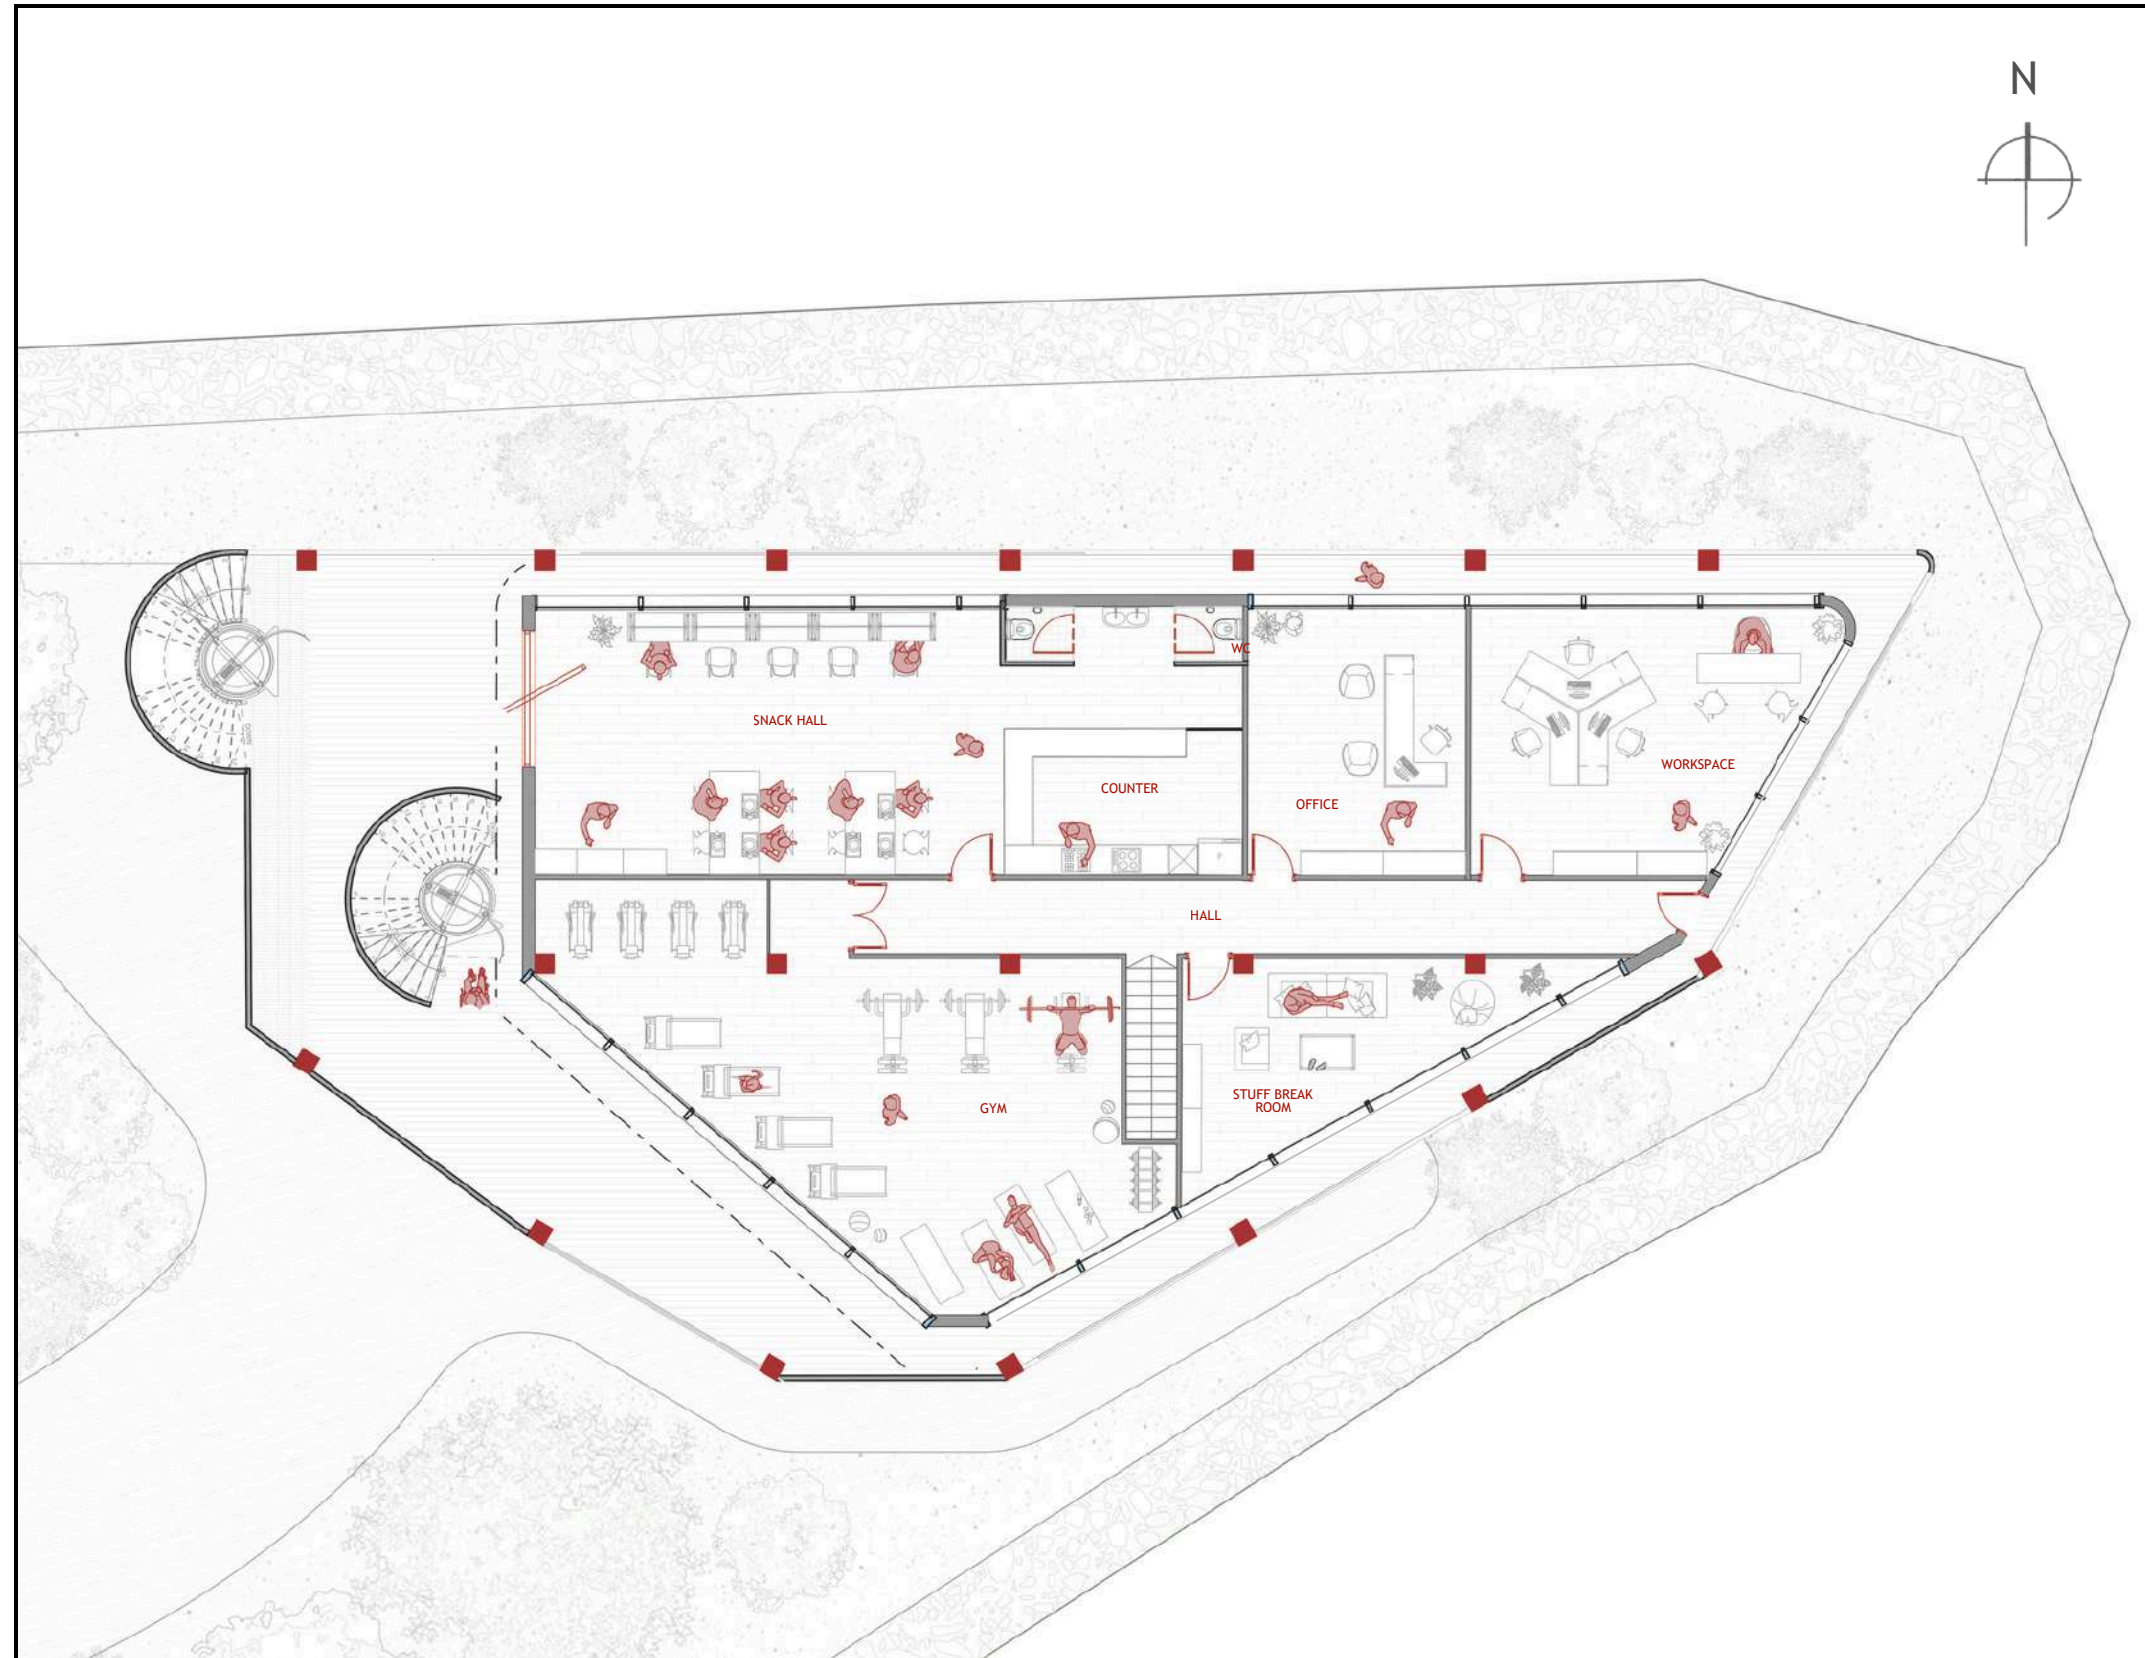 N
WC
SNACK HALL
WORKSPACE
COUNTER
OFFICE
HALL
GYM
STUFF BREAK
ROOM